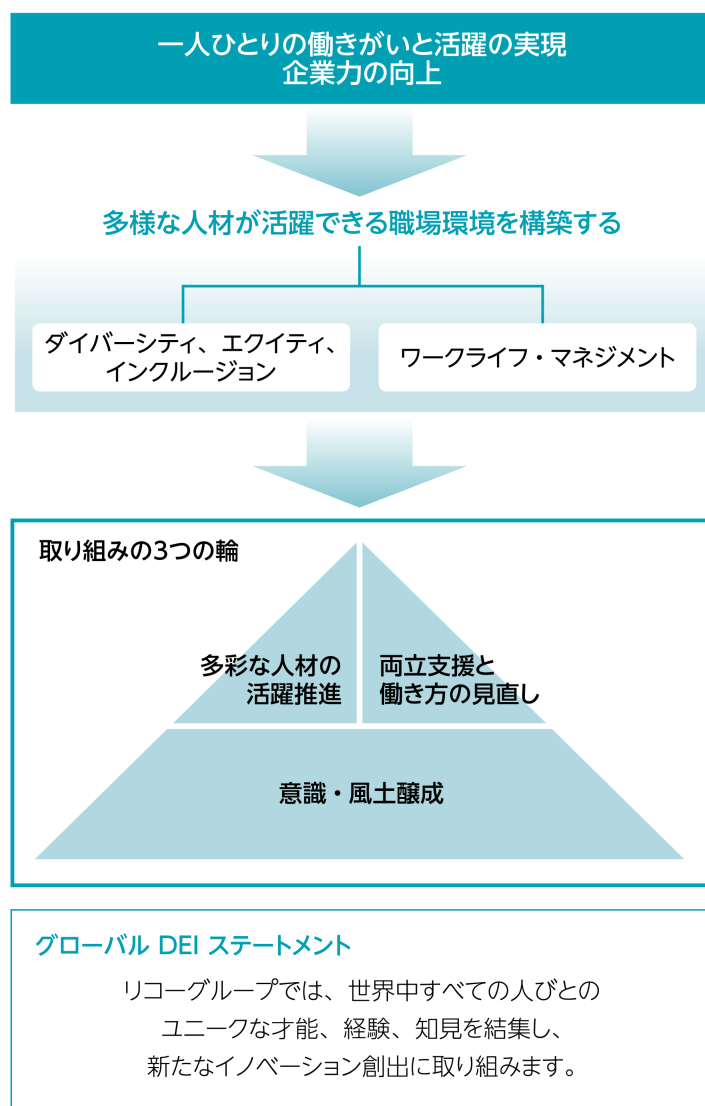 一人ひとりの働きがいと活躍の実現
企業力の向上
多様な人材が活躍できる職場環境を構築する
ダイバーシティ、エクイティ、
インクルージョン
ワークライフ・マネジメント
取り組みの3つの輪
多彩な人材の
活躍推進
両立支援と
働き方の見直し
意識・風土醸成
グローバル DEI ステートメント
リコーグループでは、世界中すべての人びとの
ユニークな才能、経験、知見を結集し、
新たなイノベーション創出に取り組みます。